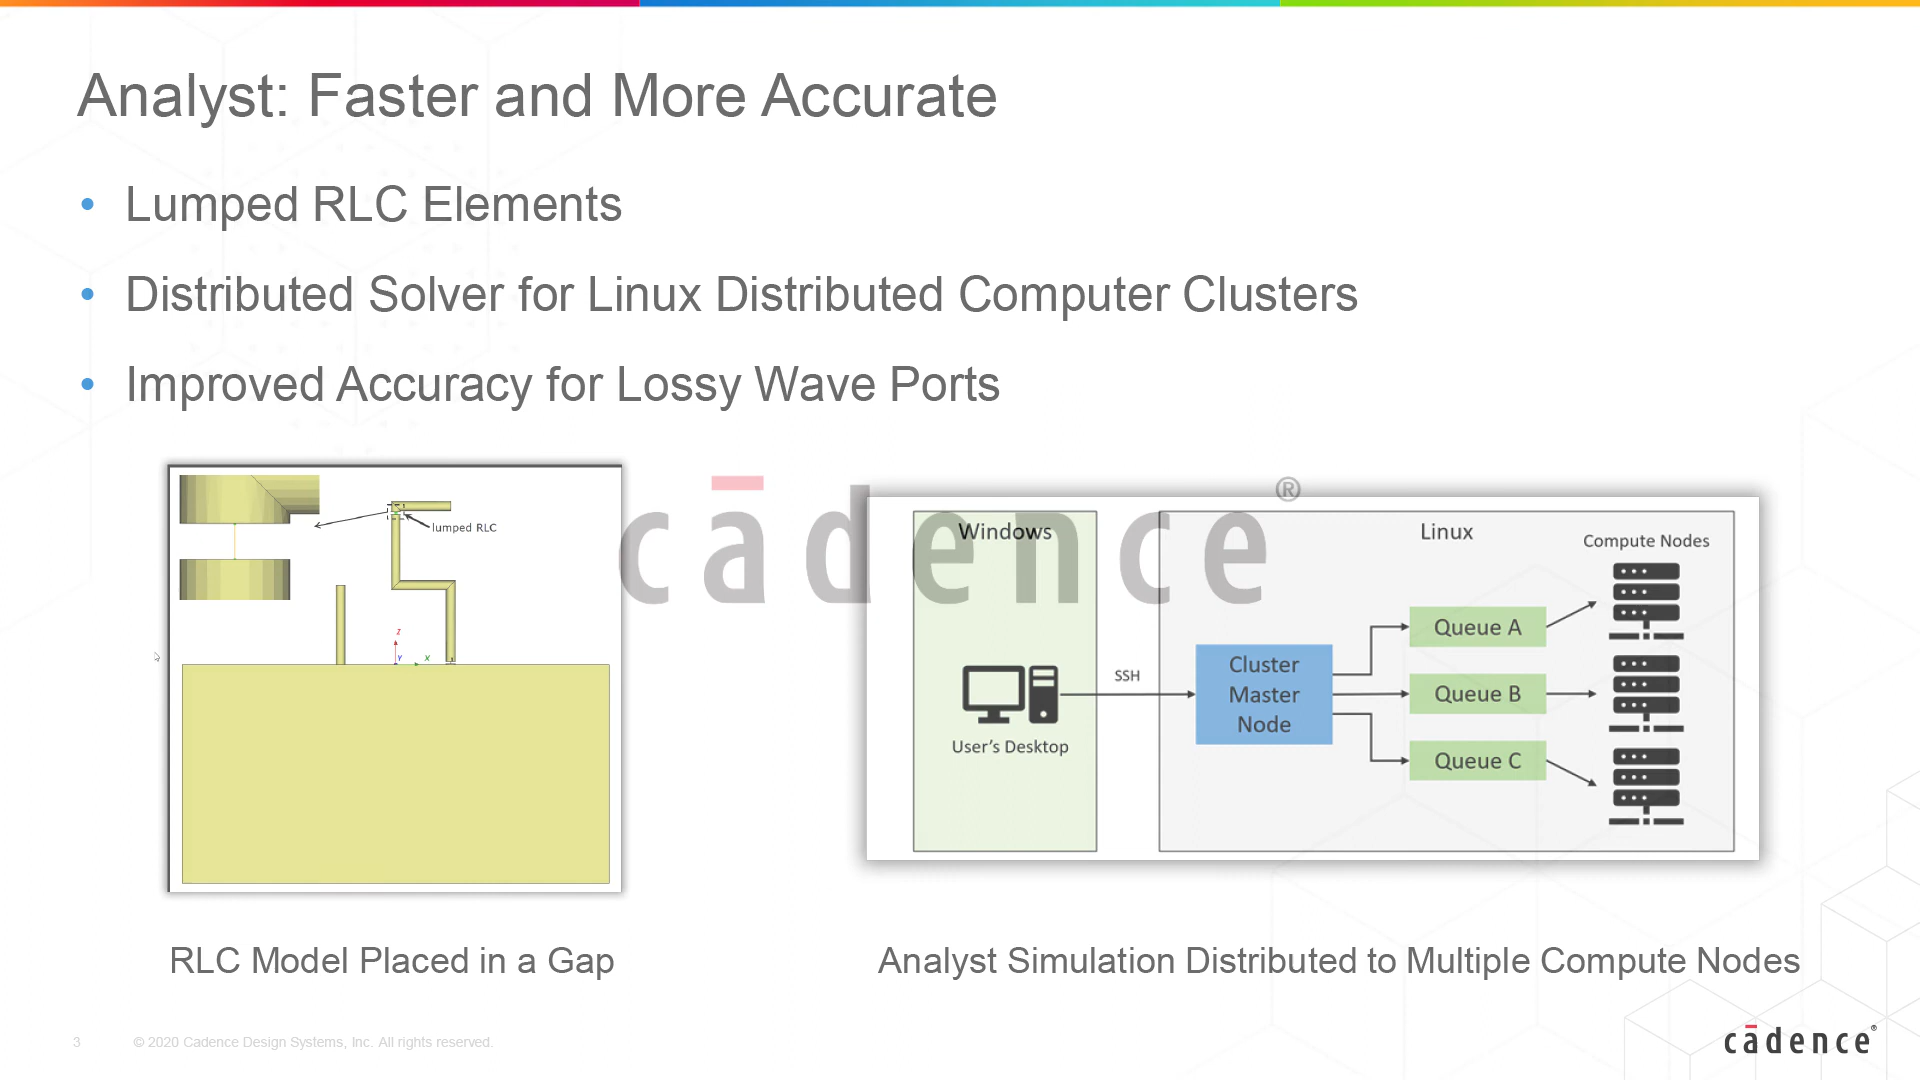 Analyst: Faster and More Accurate
• Lumped RLC Elements
• Distributed Solver for Linux Distributed Computer Clusters
• Improved Accuracy for Lossy Wave Ports
lumped RLC
Z
Y
X
cādence®
Windows
Linux
Compute Nodes
User's Desktop
SSH
Cluster
Master
Node
Queue A
Queue B
Queue C
RLC Model Placed in a Gap
Analyst Simulation Distributed to Multiple Compute Nodes
3
© 2020 Cadence Design Systems, Inc. All rights reserved.
cādence®